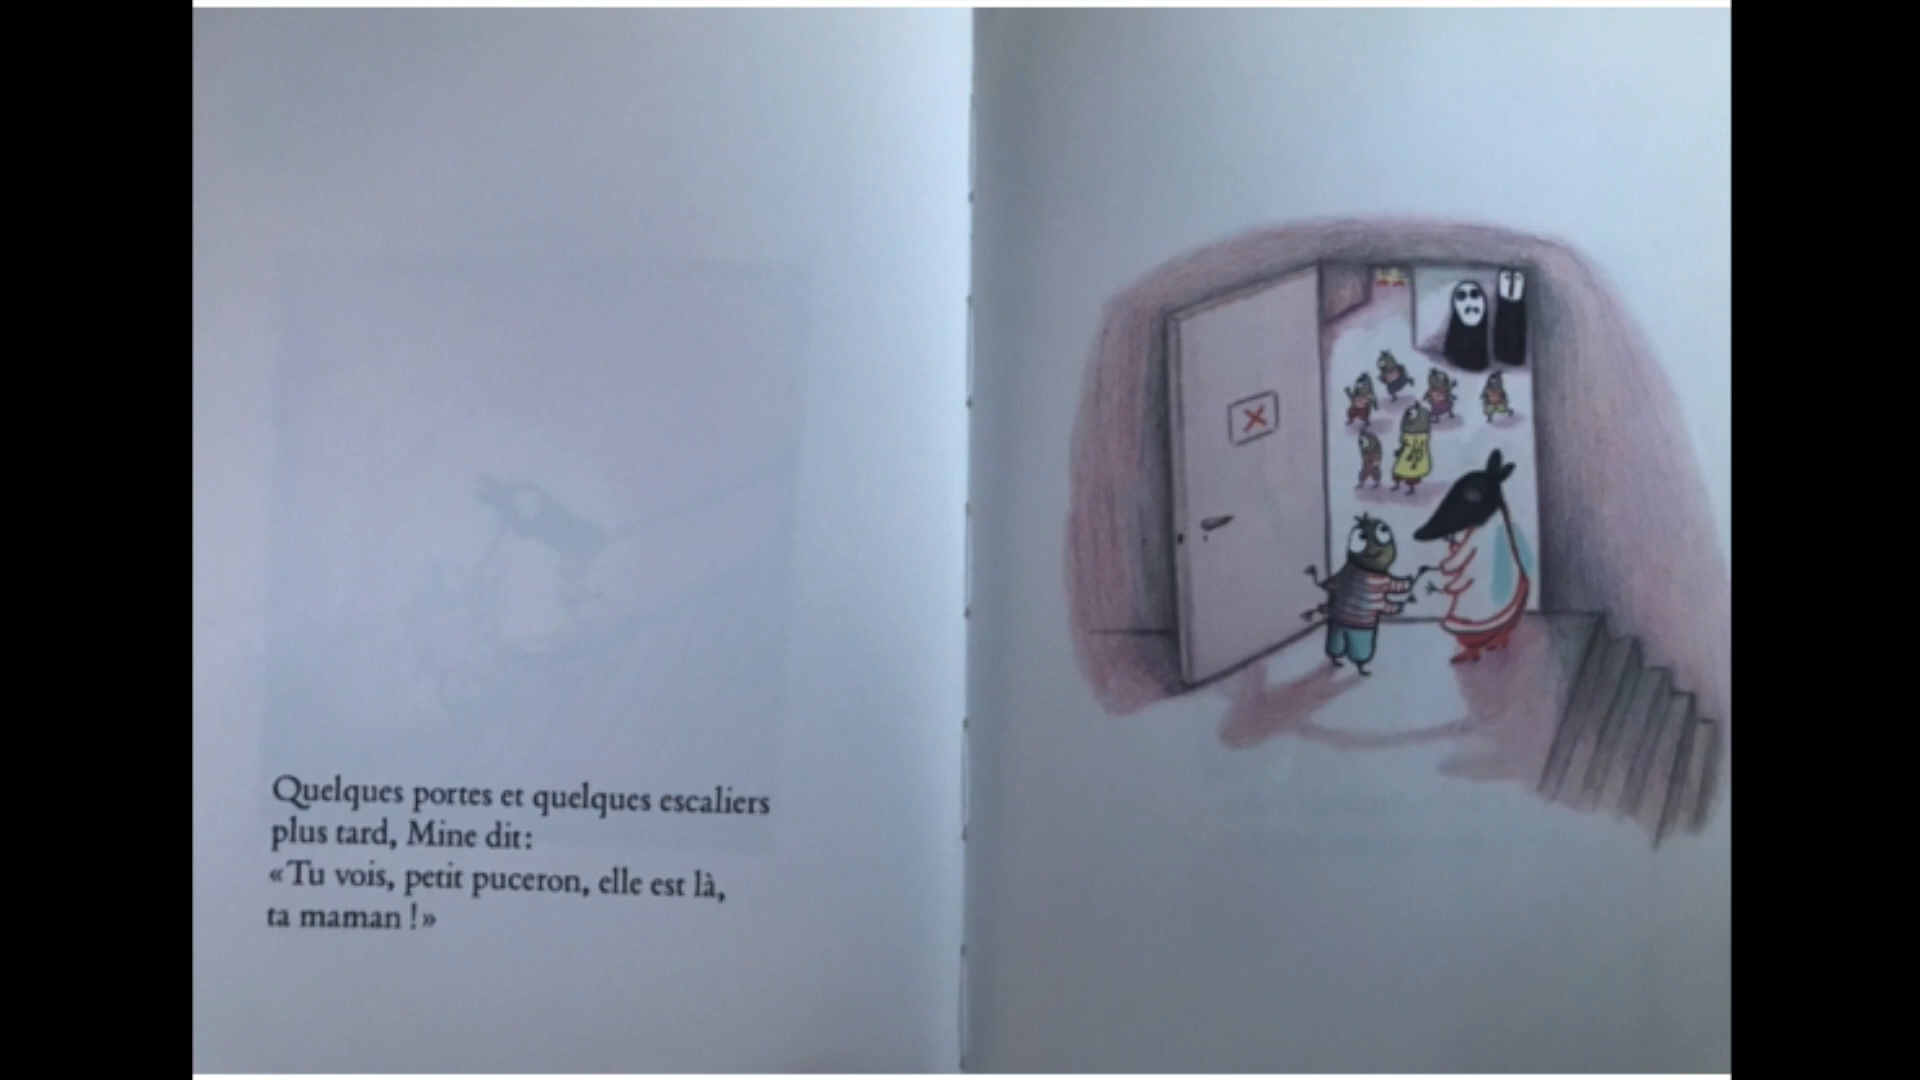 Quelques portes et quelques escaliers
plus tard, Mine dit:
«Tu vois, petit puceron, elle est là,
ta maman !»